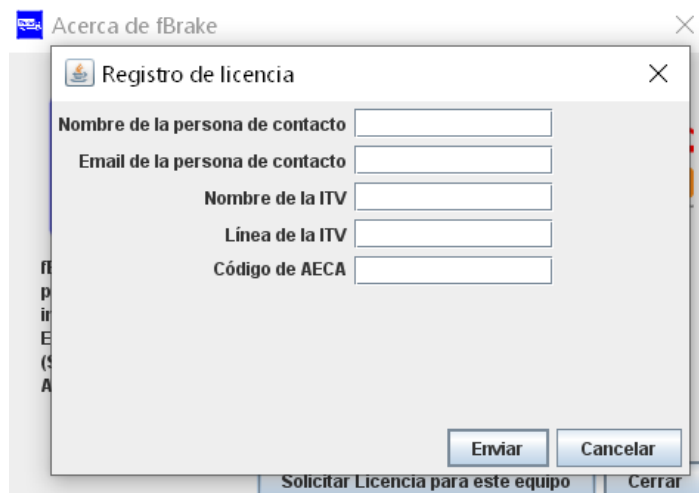 Acerca de fBrake
Registro de licencia
Nombre de la persona de contacto
Email de la persona de contacto
Nombre de la ITV
Línea de la ITV
Código de AECA
Enviar
Cancelar
Solicitar Licencia para este equipo
Cerrar